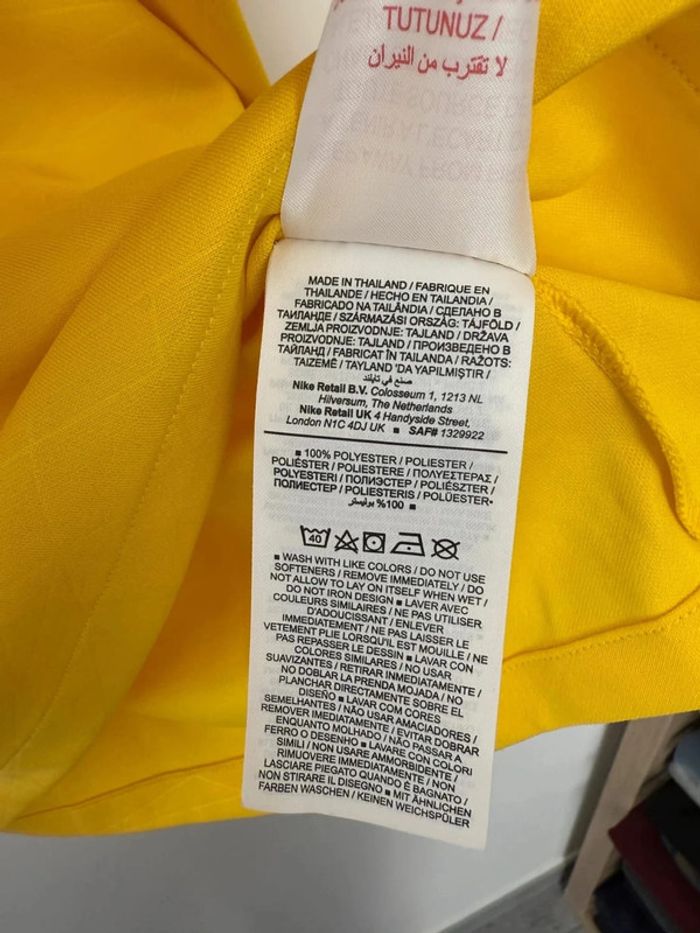 TUTUNUZ /
لا تقترب من النيران
MADE IN THAILAND / FABRIQUE EN
THAILANDE / HECHO EN TAILANDIA /
FABRICADO NA TAILÂNDIA / СДЕЛАНО В
ТАИЛАНДЕ / SZÁRMAZÁSI ORSZÁG: TÁJFÖLD /
ZEMLJA PROIZVODNJE: TAJLAND / DRŽAVA
PROIZVODNJE: TAJLAND / ПРОИЗВЕДЕНО В
ТАЙЛАНД / FABRICAT ÎN TAILANDA / RAŽOTS:
TAIZEMĒ / TAYLAND 'DA YAPILMIŞTIR /
صنع في تايلند
Nike Retail B.V. Colosseum 1, 1213 NL
Hilversum, The Netherlands
Nike Retail UK 4 Handyside Street,
London N1C 4DJ UK ■ SAF# 1329922
■ 100% POLYESTER / POLIESTER /
POLIÉSTER / POLIESTERE / ΠΟΛΥΕΣΤΕΡΑΣ /
POLYESTERI / ПОЛИЭСТЕР / POLIÉSZTER /
ПОЛИЕСТЕР / POLIESTERIS / POLÜESTER
100% بوليستر ■
40
■ WASH WITH LIKE COLORS / DO NOT USE
SOFTENERS / REMOVE IMMEDIATELY / DO
NOT ALLOW TO LAY ON ITSELF WHEN WET /
DO NOT IRON DESIGN ■ LAVER AVEC
COULEURS SIMILAIRES / NE PAS UTILISER
D'ADOUCISSANT / ENLEVER
IMMEDIATEMENT / NE PAS LAISSER LE
VETEMENT PLIE LORSQU'IL EST MOUILLE / NE
PAS REPASSER LE DESSIN ■ LAVAR CON
COLORES SIMILARES / NO USAR
SUAVIZANTES / RETIRAR INMEDIATAMENTE /
NO DOBLAR LA PRENDA MOJADA / NO
PLANCHAR DIRECTAMENTE SOBRE EL
DISEÑO ■ LAVAR COM CORES
SEMELHANTES / NÃO USAR AMACIADORES /
REMOVER IMEDIATAMENTE / EVITAR DOBRAR
ENQUANTO MOLHADO / NÃO PASSAR A
FERRO O DESENHO ■ LAVARE CON COLORI
SIMILI / NON USARE AMMORBIDENTE /
RIMUOVERE IMMEDIATAMENTE / NON
LASCIARE PIEGATO QUANDO È BAGNATO /
NON STIRARE IL DISEGNO ■ MIT ÄHNLICHEN
FARBEN WASCHEN / KEINEN WEICHSPÜLER